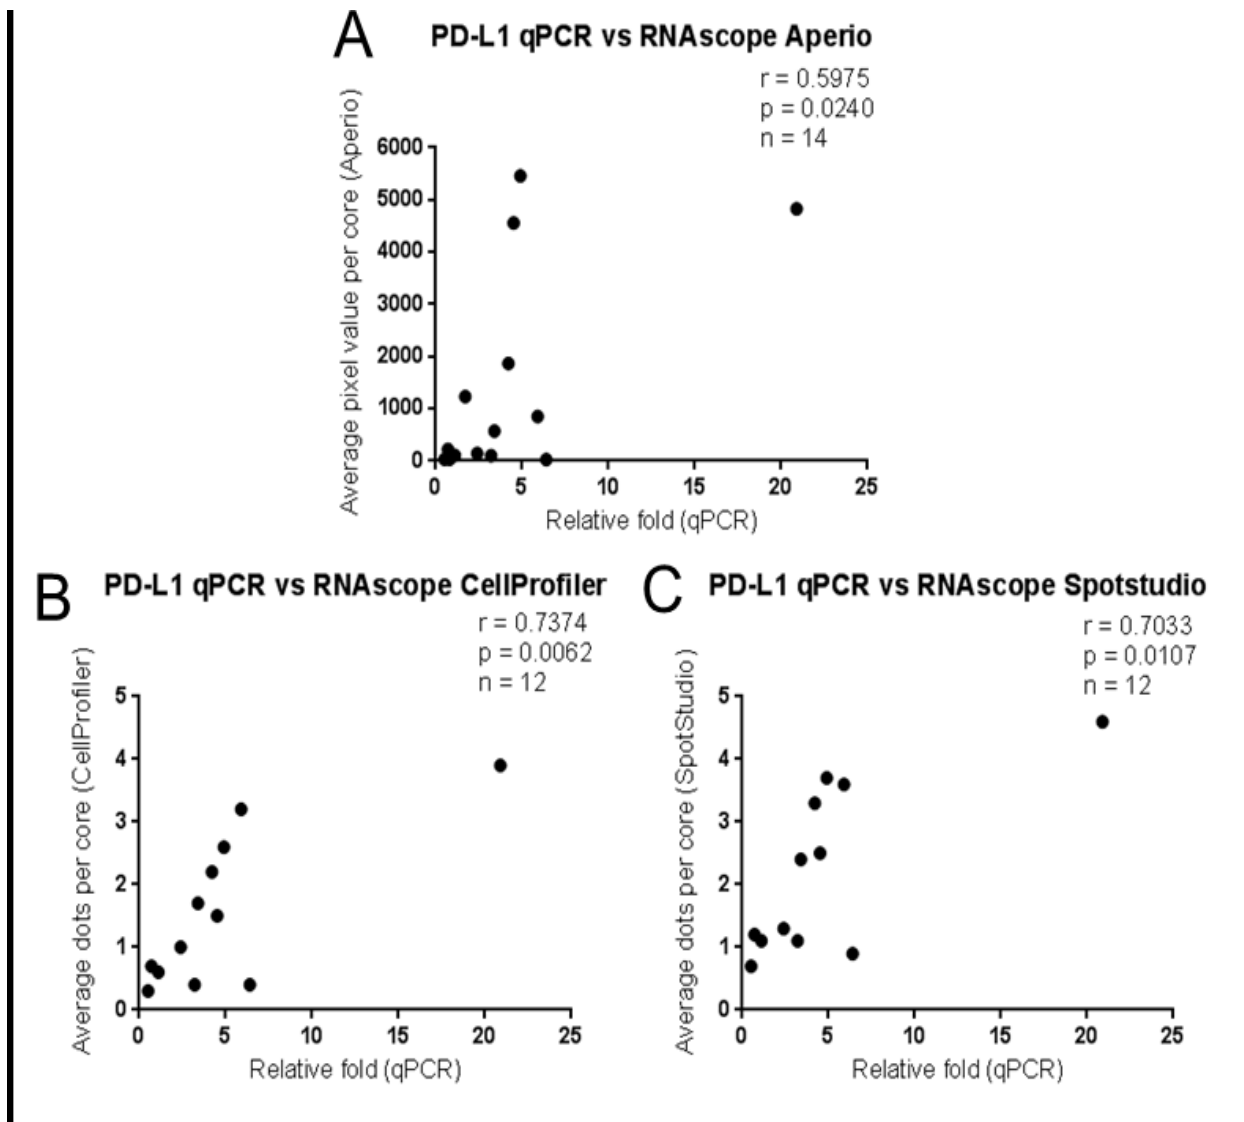 A
PD-L1 qPCR vs RNAscope Aperio
r = 0.5975
p = 0.0240
n = 14
Average pixel value per core (Aperio)
6000
5000
4000
3000
2000
1000
0
0 5 10 15 20 25
Relative fold (qPCR)
B
PD-L1 qPCR vs RNAscope CellProfiler
r = 0.7374
p = 0.0062
n = 12
Average dots per core (CellProfiler)
5
4
3
2
1
0
0 5 10 15 20 25
Relative fold (qPCR)
C
PD-L1 qPCR vs RNAscope Spotstudio
r = 0.7033
p = 0.0107
n = 12
Average dots per core (SpotStudio)
5
4
3
2
1
0
0 5 10 15 20 25
Relative fold (qPCR)